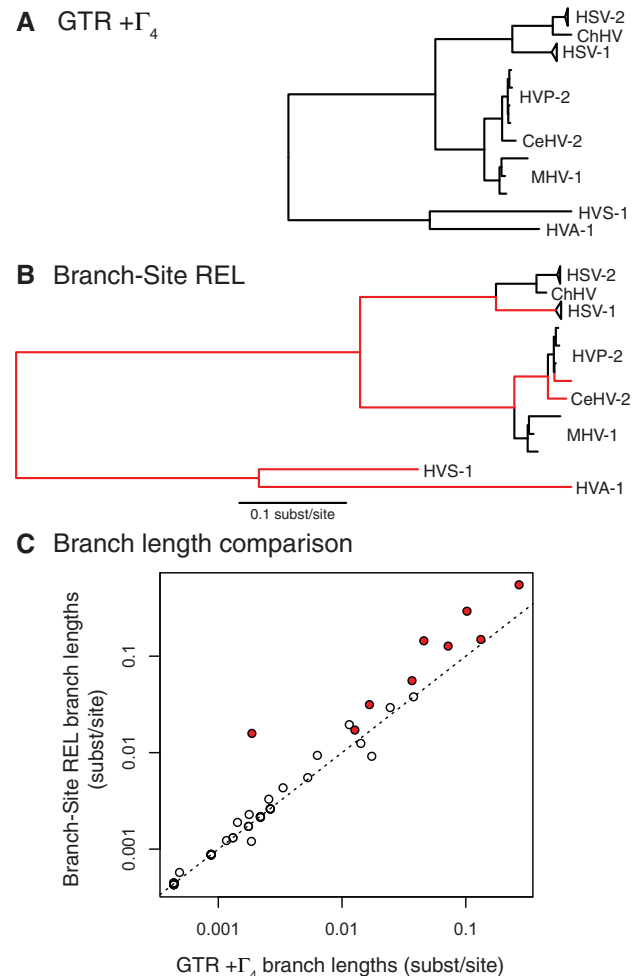 A GTR +Γ4
HSV-2
ChHV
HSV-1
HVP-2
CeHV-2
MHV-1
HVS-1
HVA-1
B Branch-Site REL
HSV-2
ChHV
HSV-1
HVP-2
CeHV-2
MHV-1
HVS-1
HVA-1
0.1 subst/site
C Branch length comparison
Branch-Site REL branch lengths
(subst/site)
0.1
0.01
0.001
0.001 0.01 0.1
GTR +Γ4 branch lengths (subst/site)